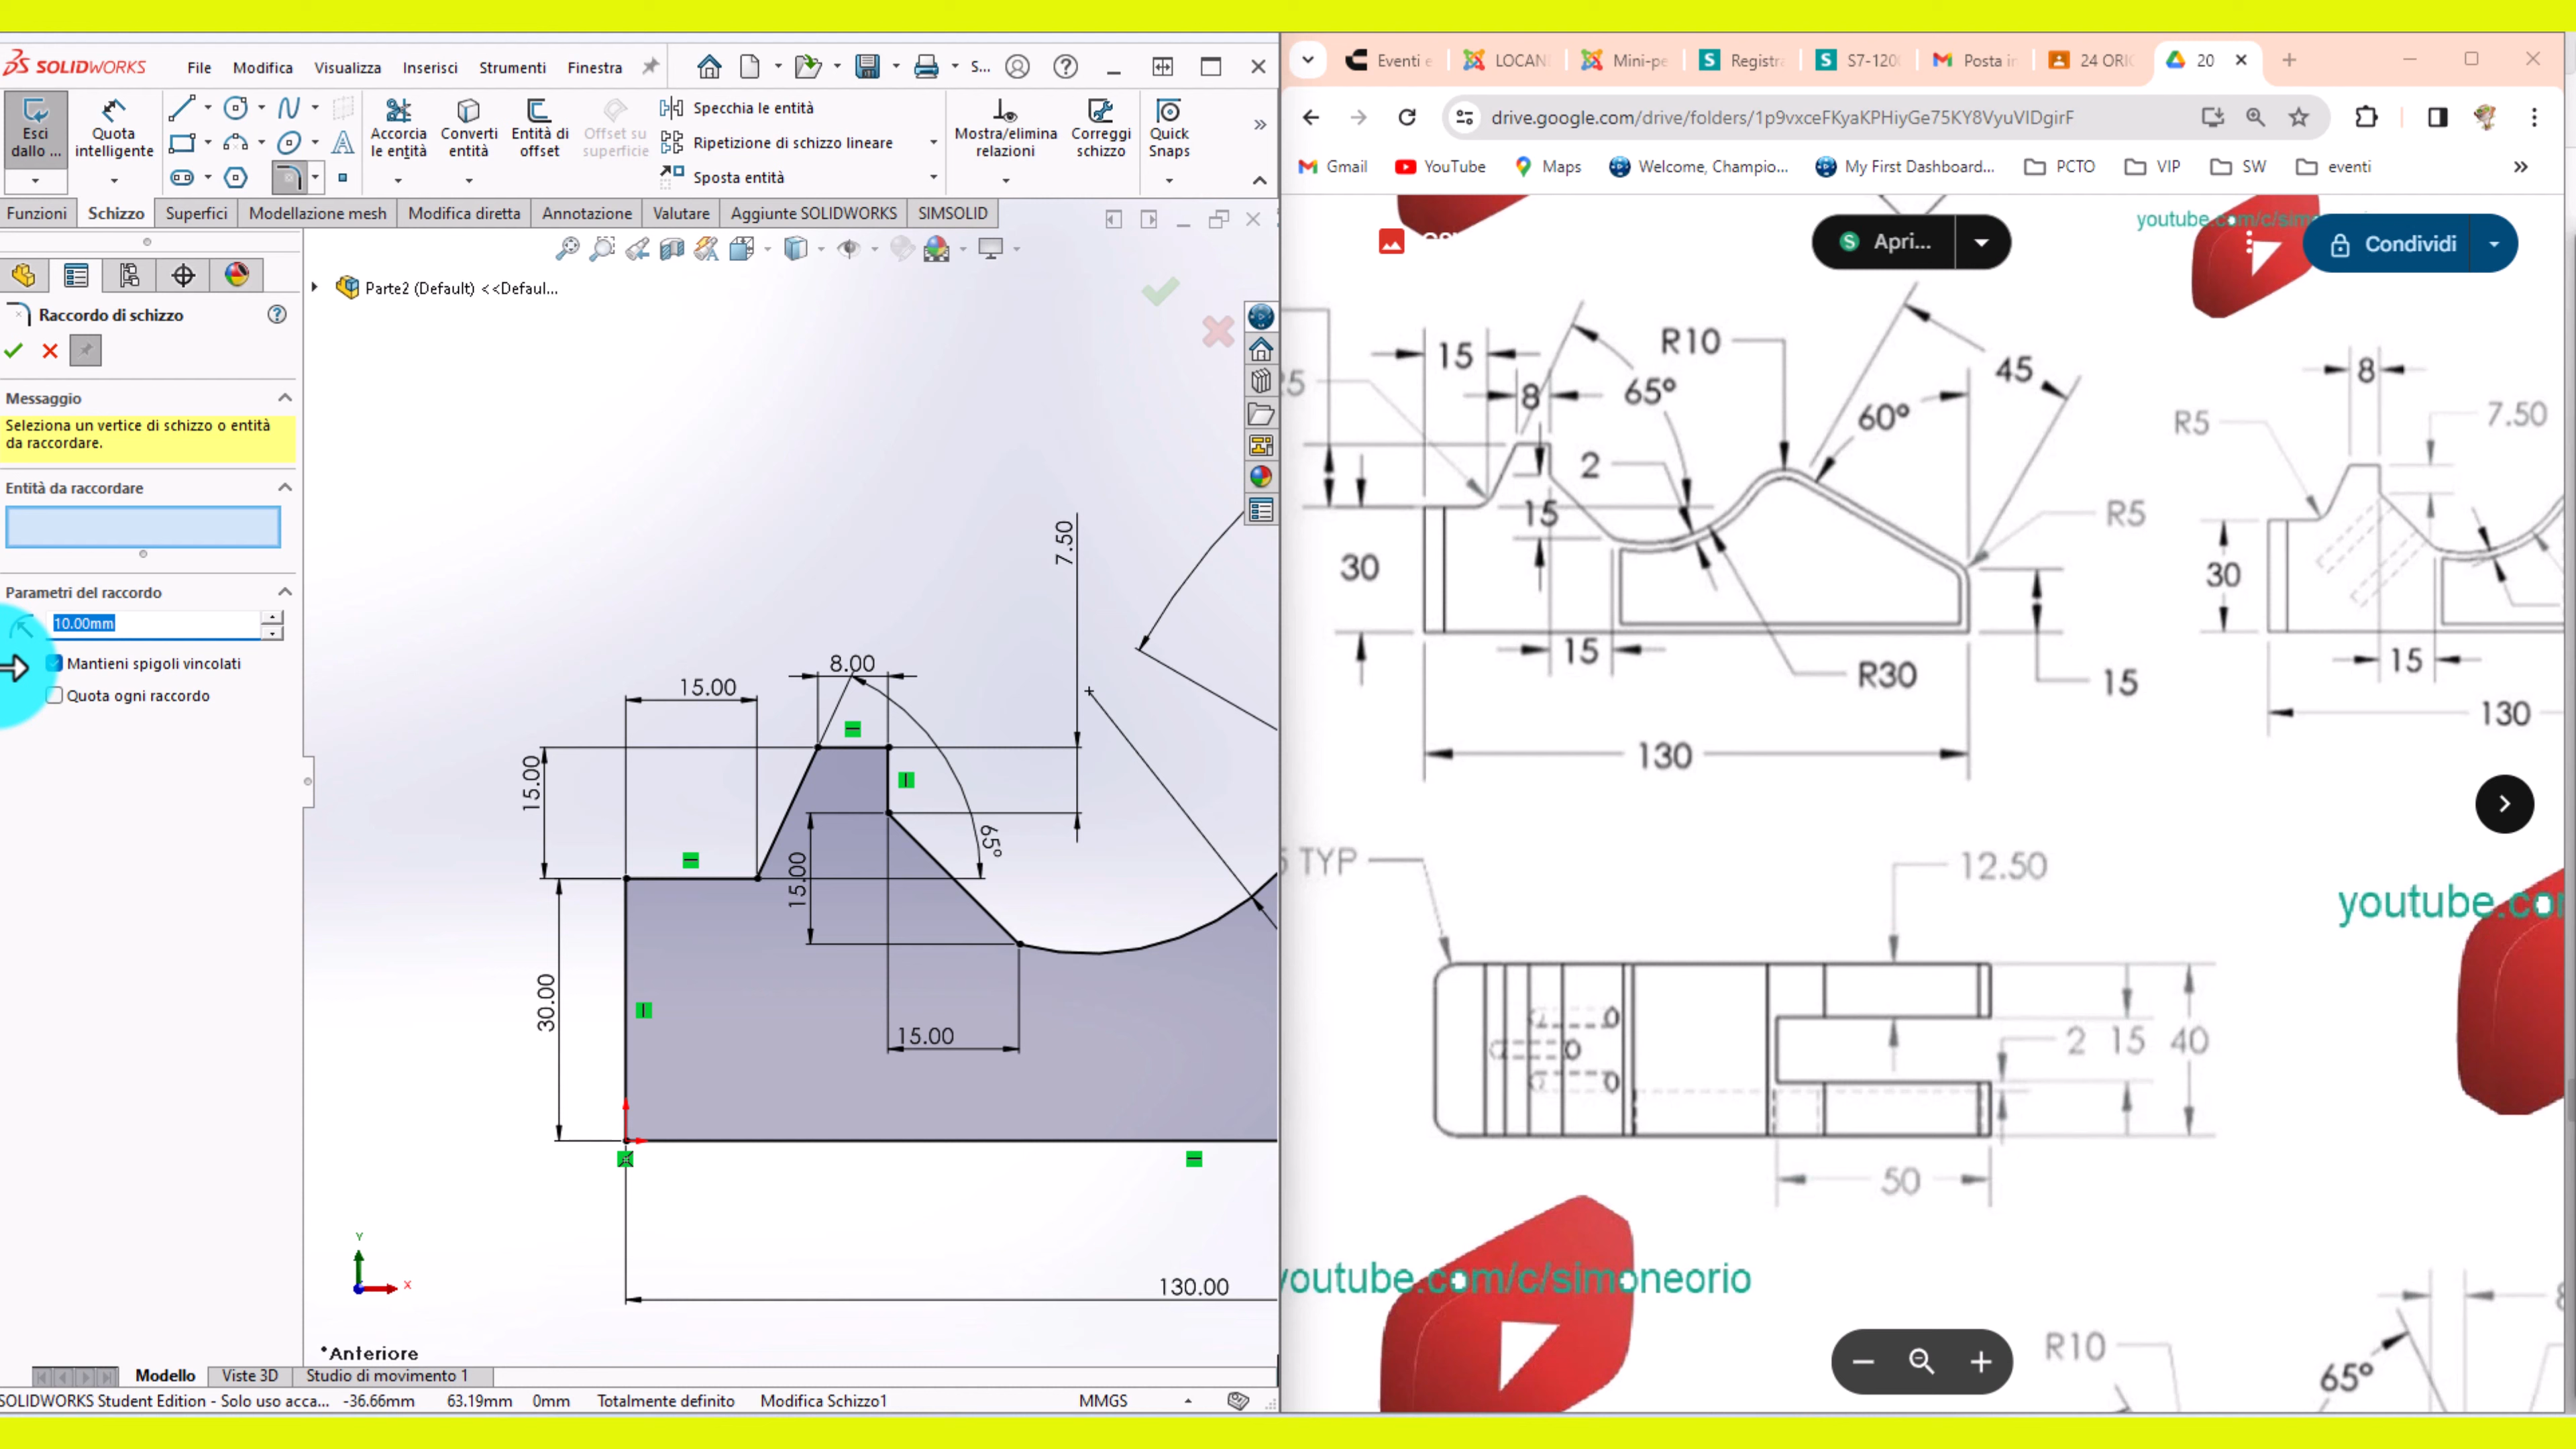 SOLIDWORKS
File Modifica Visualizza Inserisci Strumenti Finestra S...
Esci dallo ...
Quota intelligente
Accorcia le entità
Converti entità
Entità di offset
Offset su superficie
Specchia le entità
Ripetizione di schizzo lineare
Sposta entità
Mostra/elimina relazioni
Correggi schizzo
Quick Snaps
Funzioni Schizzo Superfici Modellazione mesh Modifica diretta Annotazione Valutare Aggiunte SOLIDWORKS SIMSOLID
Parte2 (Default) <<Defaul...
Raccordo di schizzo
Messaggio
Seleziona un vertice di schizzo o entità
da raccordare.
Entità da raccordare
Parametri del raccordo
10.00mm
Mantieni spigoli vincolati
Quota ogni raccordo
7.50
8.00
15.00
15.00
65°
15.00
30.00
15.00
130.00
Y
X
*Anteriore
Modello Viste 3D Studio di movimento 1
SOLIDWORKS Student Edition - Solo uso acca... -36.66mm 63.19mm 0mm Totalmente definito Modifica Schizzo1 MMGS
Eventi e LOCAN Mini-pe Registra S7-120 Posta in 24 ORI 20
drive.google.com/drive/folders/1p9vxceFKyaKPHiyGe75KY8VyuVIDgirF
Gmail YouTube Maps Welcome, Champio... My First Dashboard... PCTO VIP SW eventi
youtube.com/c/sim
Apri...
Condividi
15 R10 45
8 65° 60°
R5
2
15
30
R5
15
R30
15
130
8
R5
7.50
30
15
130
TYP
12.50
youtube.co
2 15 40
50
youtube.com/c/simoneorio
R10
65°
8